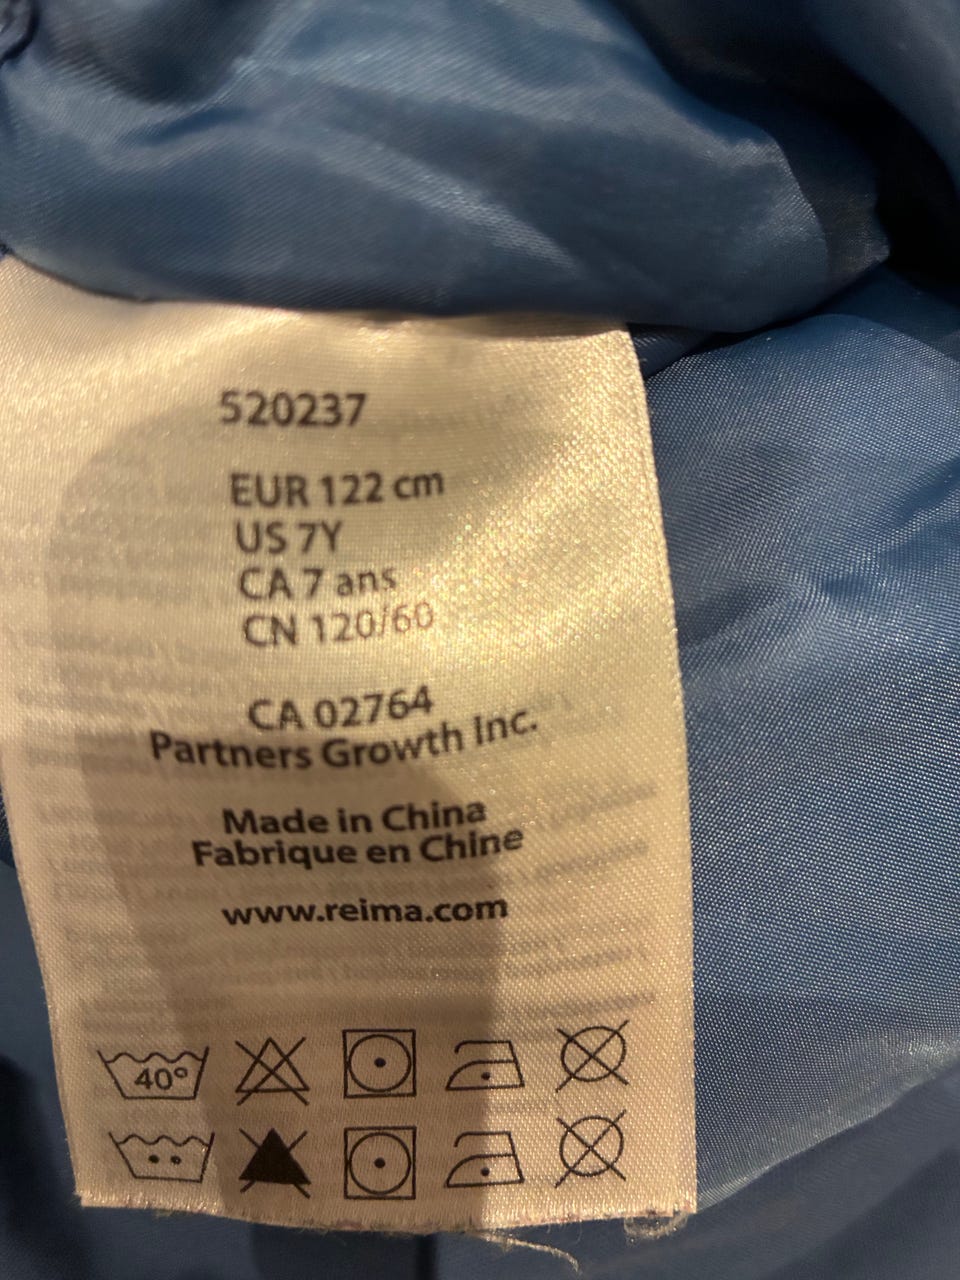 520237
EUR 122 cm
US 7Y
CA 7 ans
CN 120/60
CA 02764
Partners Growth Inc.
Made in China
Fabriqué en Chine
www.reima.com
40°